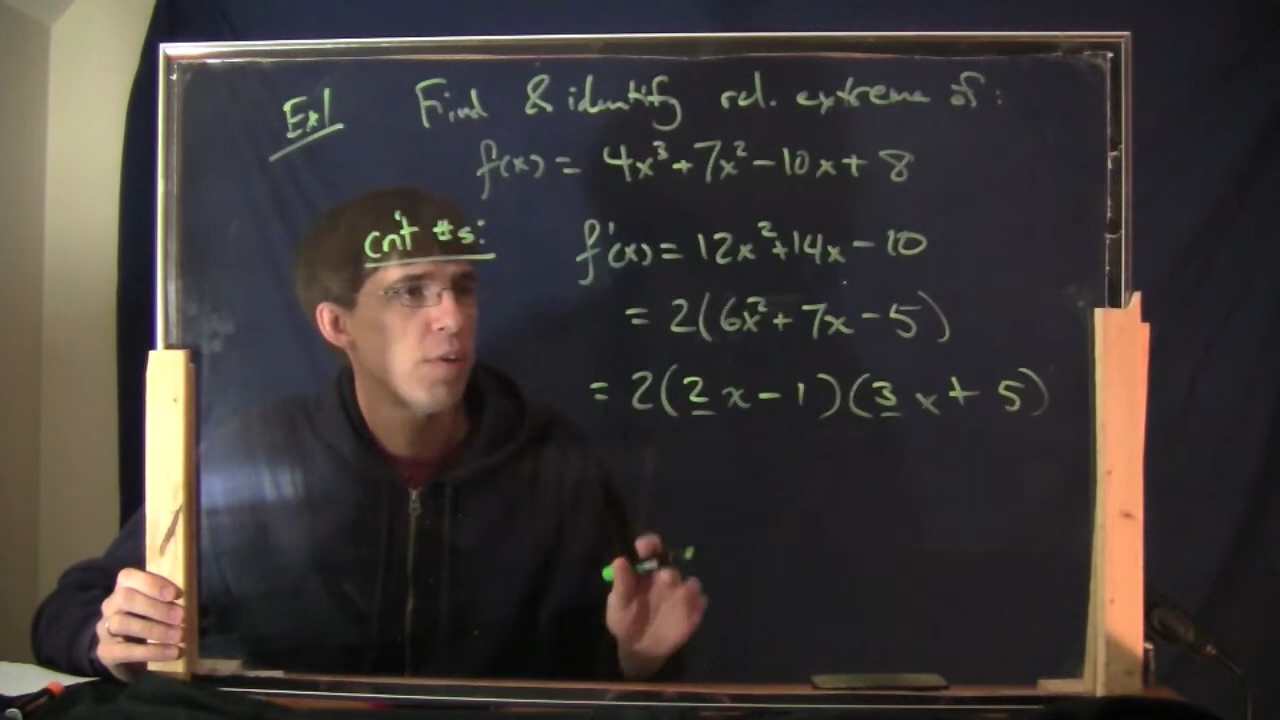 Ex1 Find & identify rel. extrema of:
f(x) = 4x³+7x²-10x+8
crit #s: f'(x) = 12x²+14x-10
= 2(6x²+7x-5)
= 2(2x-1)(3x+5)